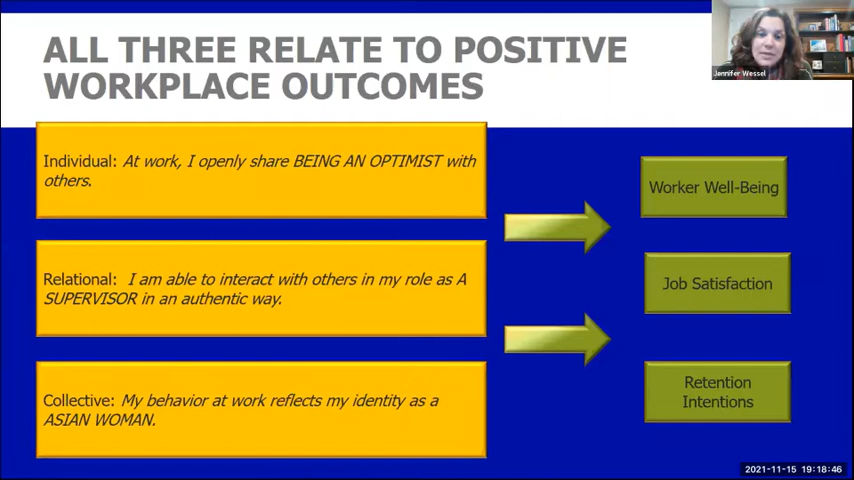 ALL THREE RELATE TO POSITIVE
WORKPLACE OUTCOMES
Jennifer Wessel
Individual: At work, I openly share BEING AN OPTIMIST with
others.
Relational: I am able to interact with others in my role as A
SUPERVISOR in an authentic way.
Collective: My behavior at work reflects my identity as a
ASIAN WOMAN.
Worker Well-Being
Job Satisfaction
Retention
Intentions
2021-11-15 19:18:46